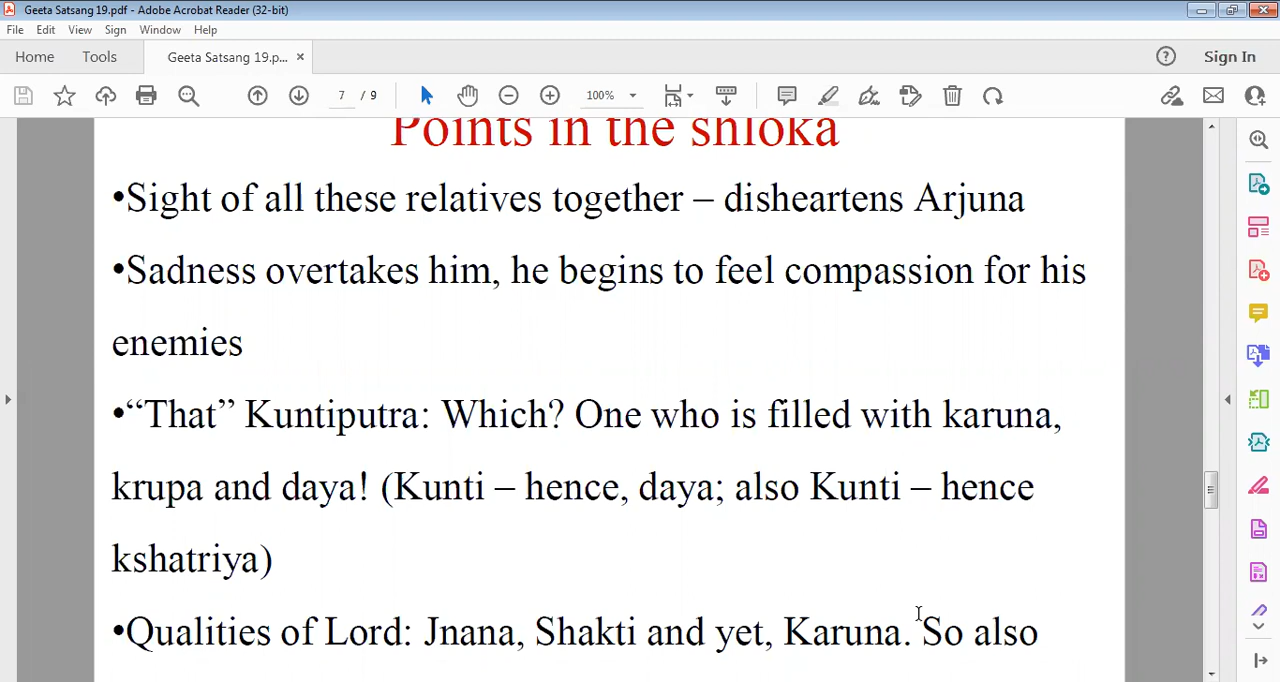 Geeta Satsang 19.pdf - Adobe Acrobat Reader (32-bit)
File Edit View Sign Window Help
Home Tools Geeta Satsang 19.p... × Sign In
7 / 9 100%
Points in the shloka
•Sight of all these relatives together – disheartens Arjuna
•Sadness overtakes him, he begins to feel compassion for his
enemies
•“That” Kuntiputra: Which? One who is filled with karuna,
krupa and daya! (Kunti – hence, daya; also Kunti – hence
kshatriya)
•Qualities of Lord: Jnana, Shakti and yet, Karuna. So also